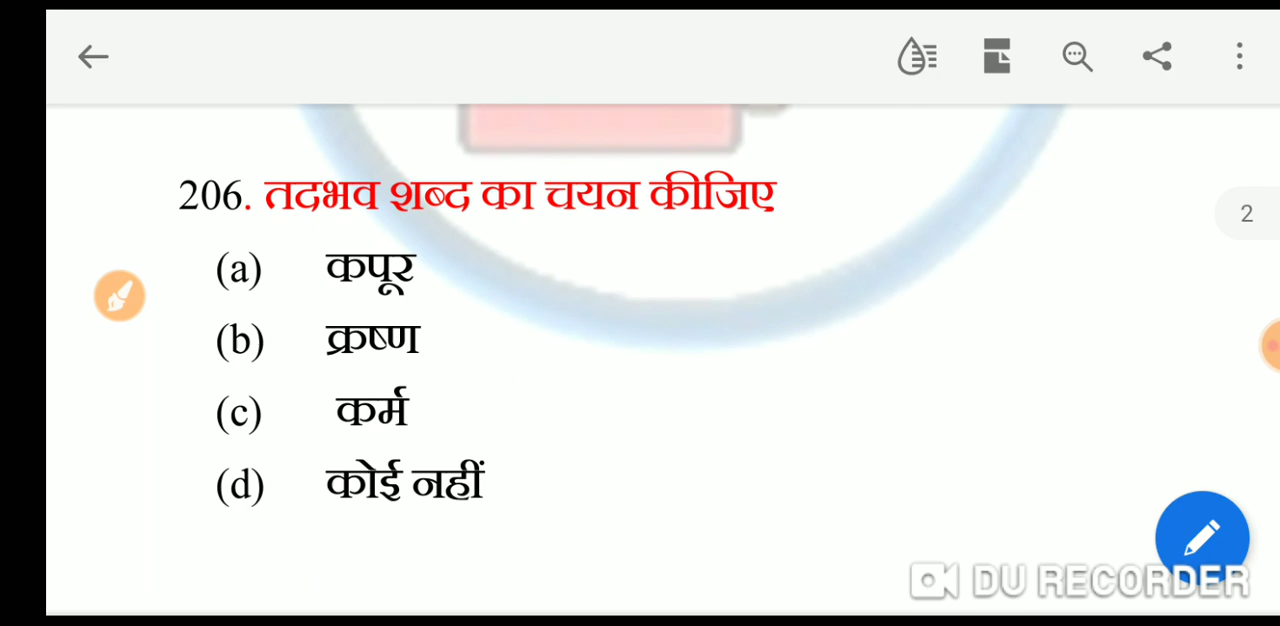 2
206. तदभव शब्द का चयन कीजिए
(a) कपूर
(b) क्रष्ण
(c) कर्म
(d) कोई नहीं
DU RECORDER